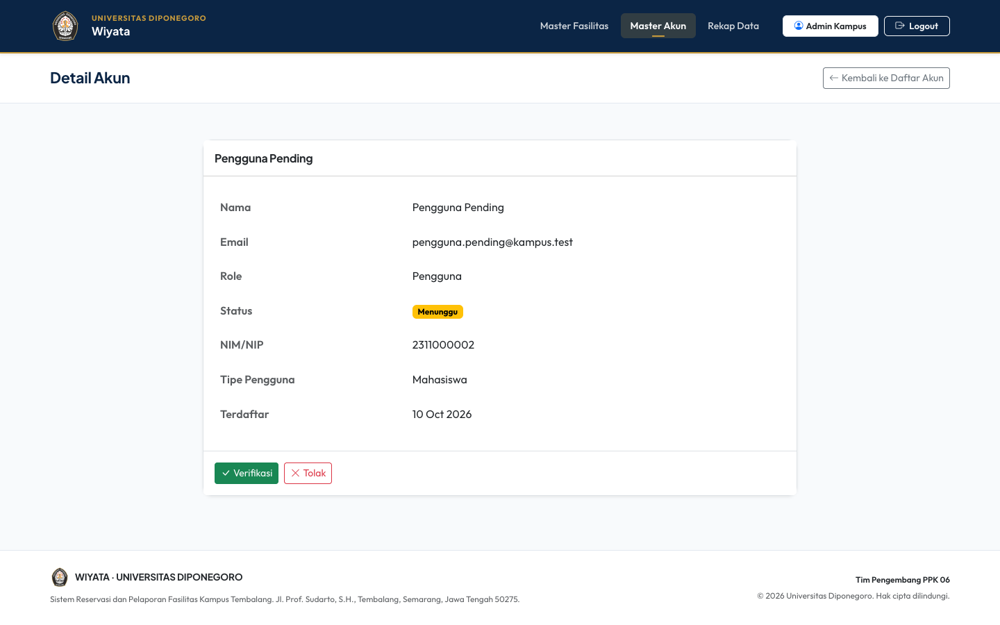 UNIVERSITAS DIPONEGORO
Wiyata
Master Fasilitas
Master Akun
Rekap Data
Admin Kampus
Logout
Detail Akun
Kembali ke Daftar Akun
Pengguna Pending
Nama Pengguna Pending
Email pengguna.pending@kampus.test
Role Pengguna
Status Menunggu
NIM/NIP 2311000002
Tipe Pengguna Mahasiswa
Terdaftar 10 Oct 2026
Verifikasi
Tolak
WIYATA · UNIVERSITAS DIPONEGORO
Sistem Reservasi dan Pelaporan Fasilitas Kampus Tembalang. Jl. Prof. Sudarto, S.H., Tembalang, Semarang, Jawa Tengah 50275.
Tim Pengembang PPK 06
© 2026 Universitas Diponegoro. Hak cipta dilindungi.